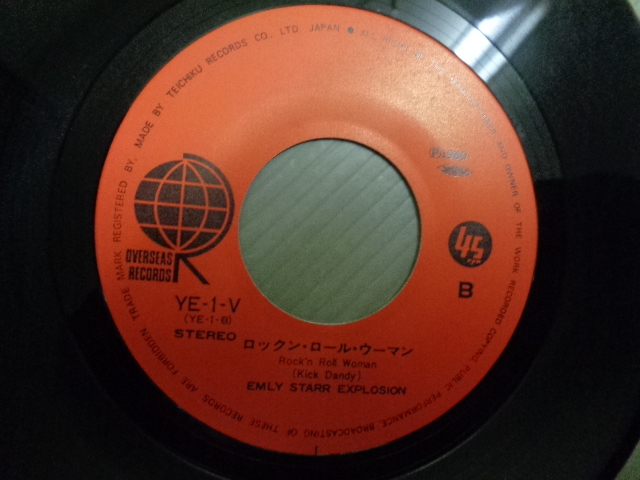 MARK REGISTERED BY. MADE BY TEICHIKU RECORDS CO., LTD. JAPAN ●
OWNER OF THE WORK RECORDED COPYING, PUBLIC PERFORMANCE, BROADCASTING OF THESE RECORDS ARE FORBIDDEN TRADE
OVERSEAS
RECORDS
45
B
YE-1-V
(YE-1-B)
STEREO
ロックン・ロール・ウーマン
Rock'n Roll Woman
(Kick Dandy)
EMLY STARR EXPLOSION